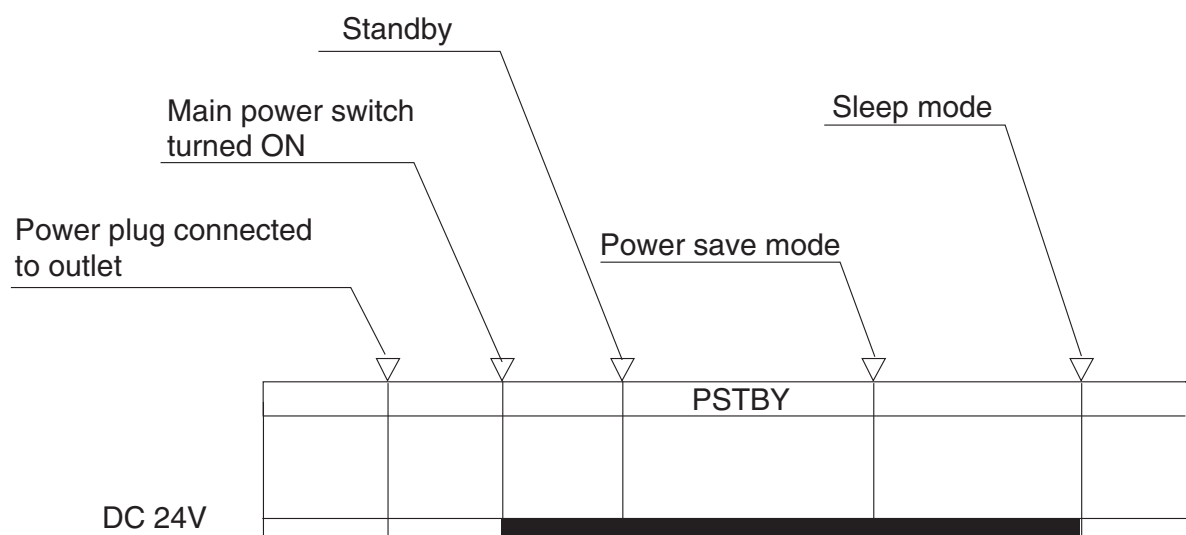 Standby
Main power switch
turned ON
Sleep mode
Power plug connected
to outlet
Power save mode
PSTBY
DC 24V